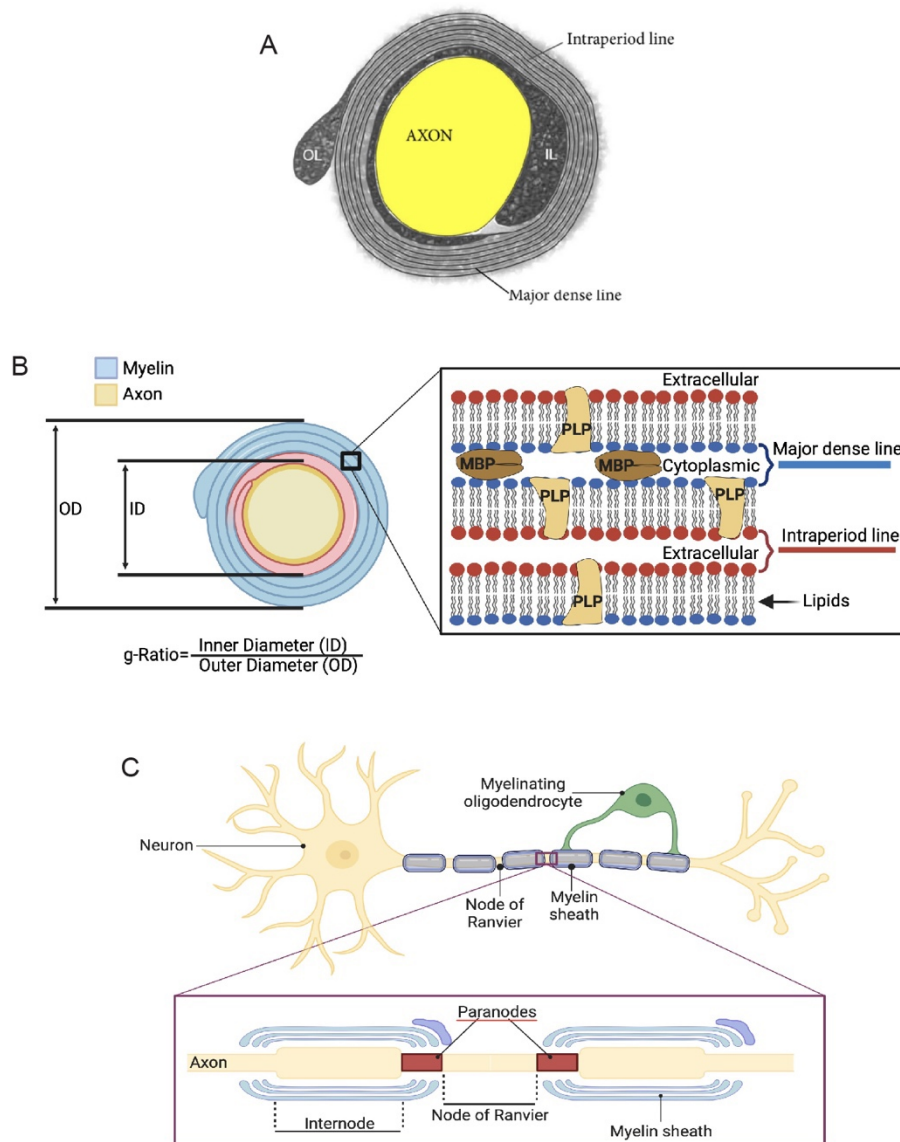 A
Intraperiod line
AXON
OL
IL
Major dense line
B
Myelin
Axon
OD
ID
g-Ratio= Inner Diameter (ID)
Outer Diameter (OD)
Extracellular
PLP
MBP
MBP
Cytoplasmic
Major dense line
PLP
PLP
Extracellular
Intraperiod line
PLP
Lipids
C
Myelinating
oligodendrocyte
Neuron
Node of
Ranvier
Myelin
sheath
Paranodes
Axon
Internode
Node of Ranvier
Myelin sheath